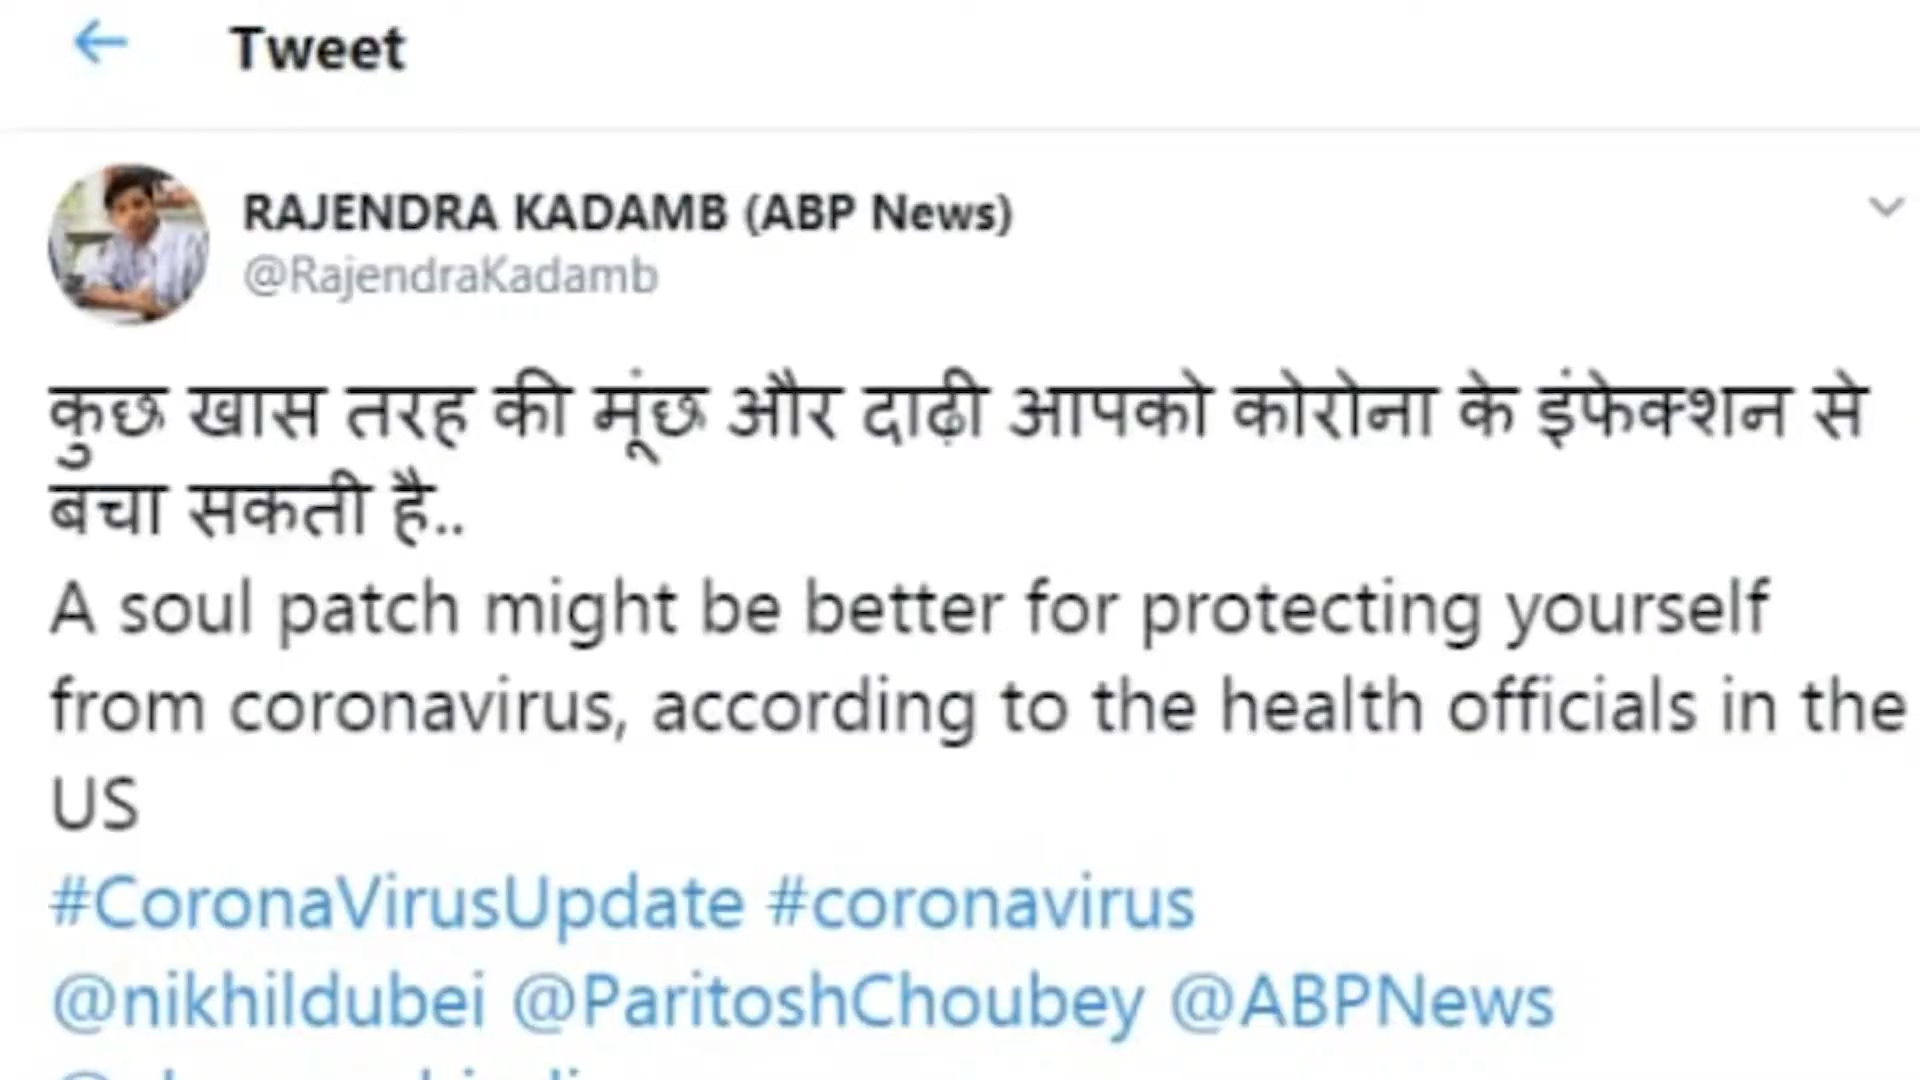 Tweet
RAJENDRA KADAMB (ABP News)
@RajendraKadamb
कुछ खास तरह की मूंछ और दाढ़ी आपको कोरोना के इंफेक्शन से
बचा सकती है..
A soul patch might be better for protecting yourself
from coronavirus, according to the health officials in the
US
#CoronaVirusUpdate #coronavirus
@nikhildubei @ParitoshChoubey @ABPNews